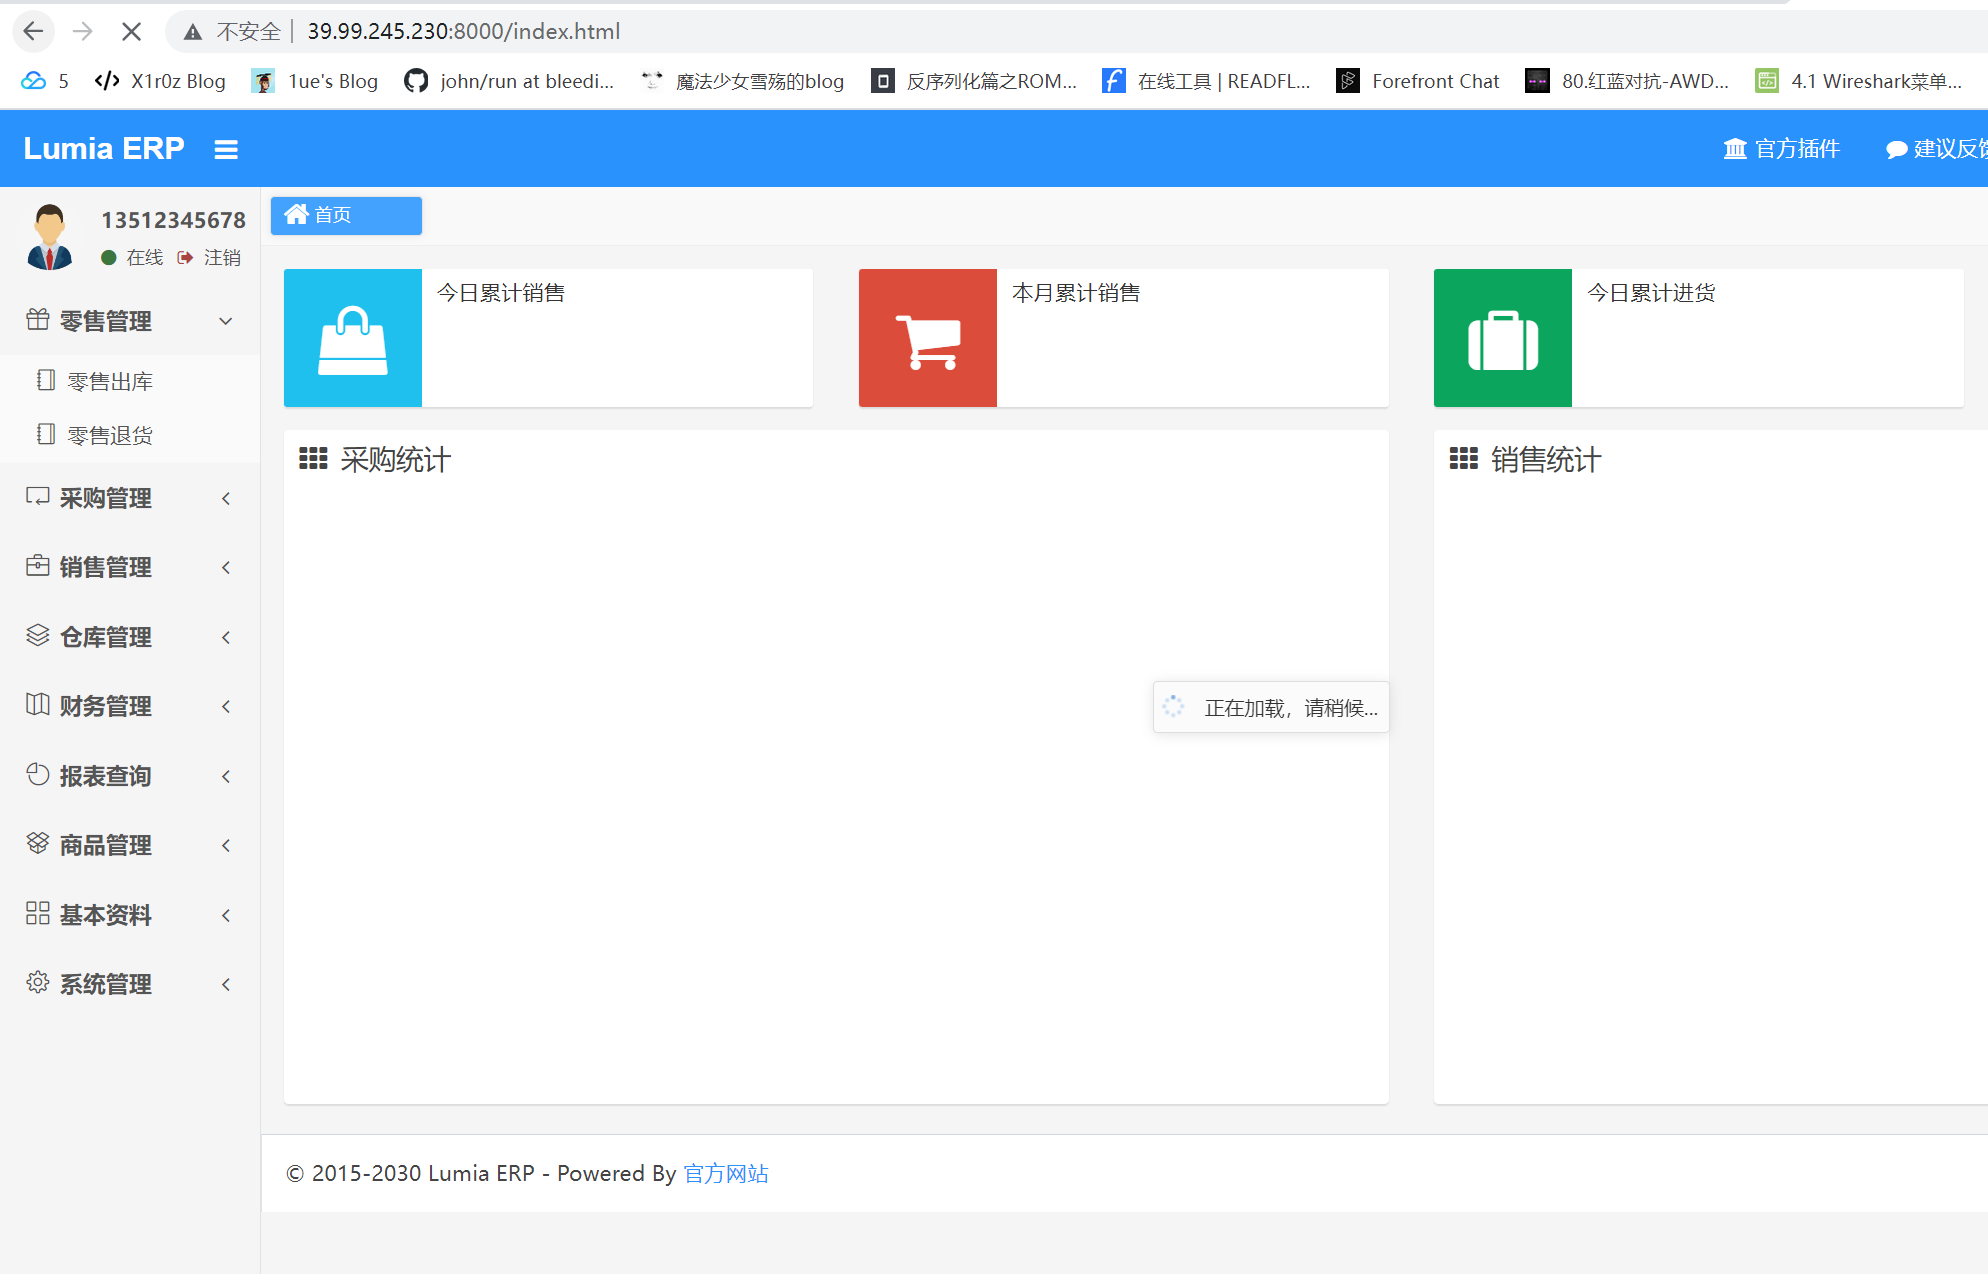 不安全 39.99.245.230:8000/index.html
5 X1r0z Blog 1ue's Blog john/run at bleedi... 魔法少女雪殇的blog 反序列化篇之ROM... 在线工具 | READFL... Forefront Chat 80.红蓝对抗-AWD... 4.1 Wireshark菜单...
Lumia ERP 官方插件 建议反馈
13512345678
在线 注销
首页
零售管理
零售出库
零售退货
采购管理
销售管理
仓库管理
财务管理
报表查询
商品管理
基本资料
系统管理
今日累计销售 本月累计销售 今日累计进货
采购统计 销售统计
正在加载，请稍候...
© 2015-2030 Lumia ERP - Powered By 官方网站